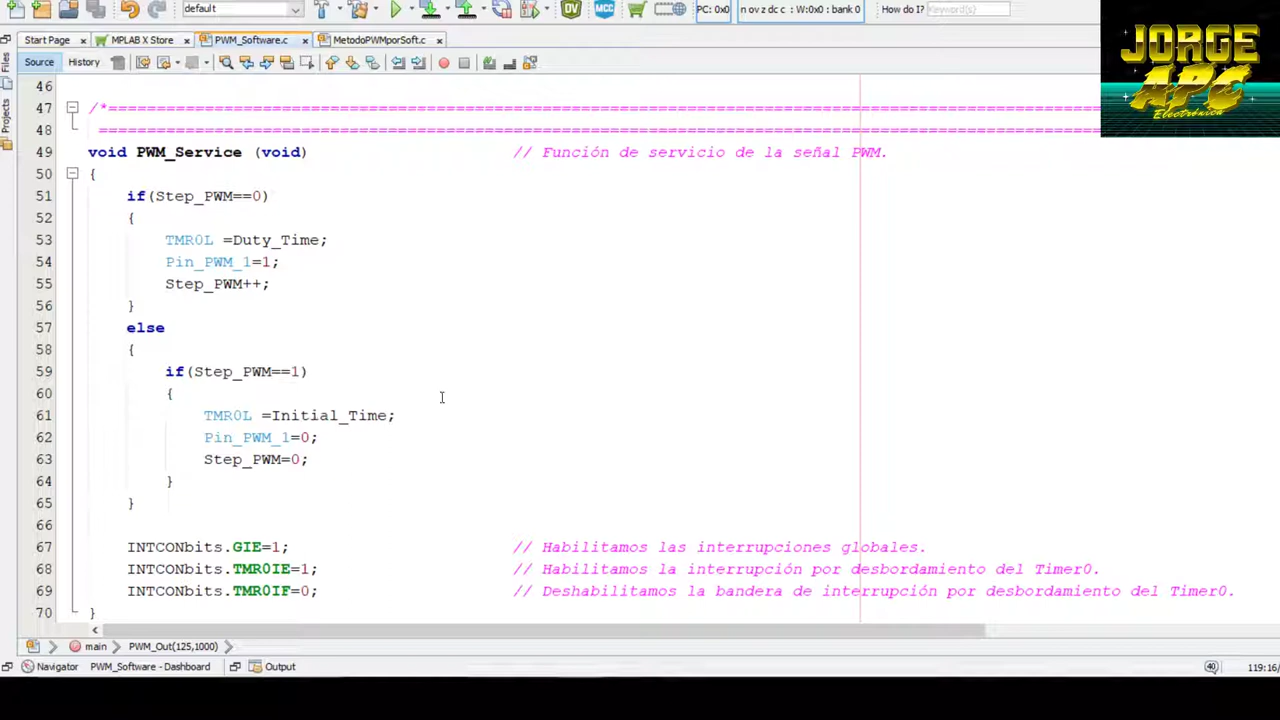 default
PC: 0x0
n ov z dc c : W:0x0 : bank 0
How do I?
Keyword(s)
DV
MCC
JORGE
APC
Electrónica
Start Page
MPLAB X Store
PWM_Software.c
MetodoPWMporSoft.c
Files
Projects
Source
History
46
47 /*==================================================================================================
48 ==================================================================================================
49 void PWM_Service (void) // Función de servicio de la señal PWM.
50 {
51 if(Step_PWM==0)
52 {
53 TMR0L =Duty_Time;
54 Pin_PWM_1=1;
55 Step_PWM++;
56 }
57 else
58 {
59 if(Step_PWM==1)
60 {
61 TMR0L =Initial_Time;
62 Pin_PWM_1=0;
63 Step_PWM=0;
64 }
65 }
66
67 INTCONbits.GIE=1; // Habilitamos las interrupciones globales.
68 INTCONbits.TMR0IE=1; // Habilitamos la interrupción por desbordamiento del Timer0.
69 INTCONbits.TMR0IF=0; // Deshabilitamos la bandera de interrupción por desbordamiento del Timer0.
70 }
main
PWM_Out(125,1000)
Navigator
PWM_Software - Dashboard
Output
119:16/